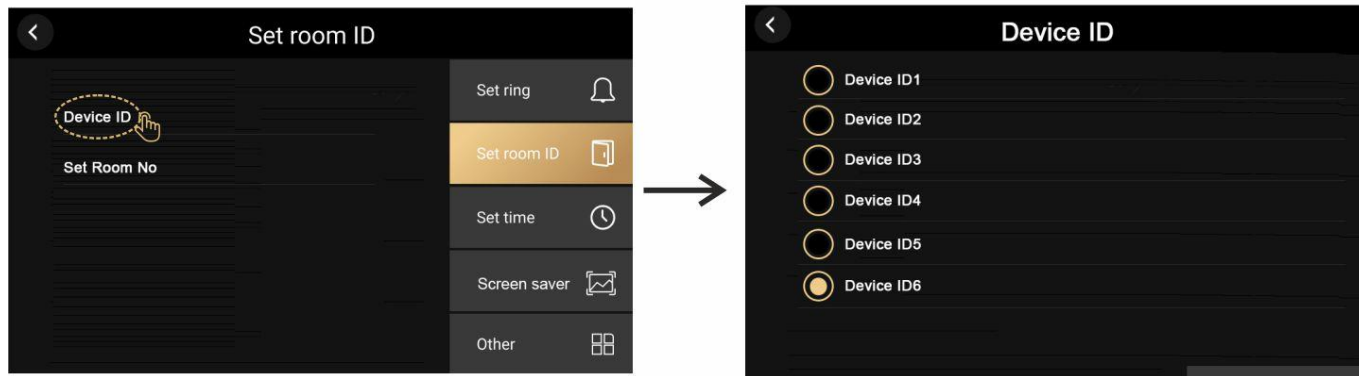 Set room ID
Device ID
Set Room No
Set ring
Set room ID
Set time
Screen saver
Other
Device ID
Device ID1
Device ID2
Device ID3
Device ID4
Device ID5
Device ID6